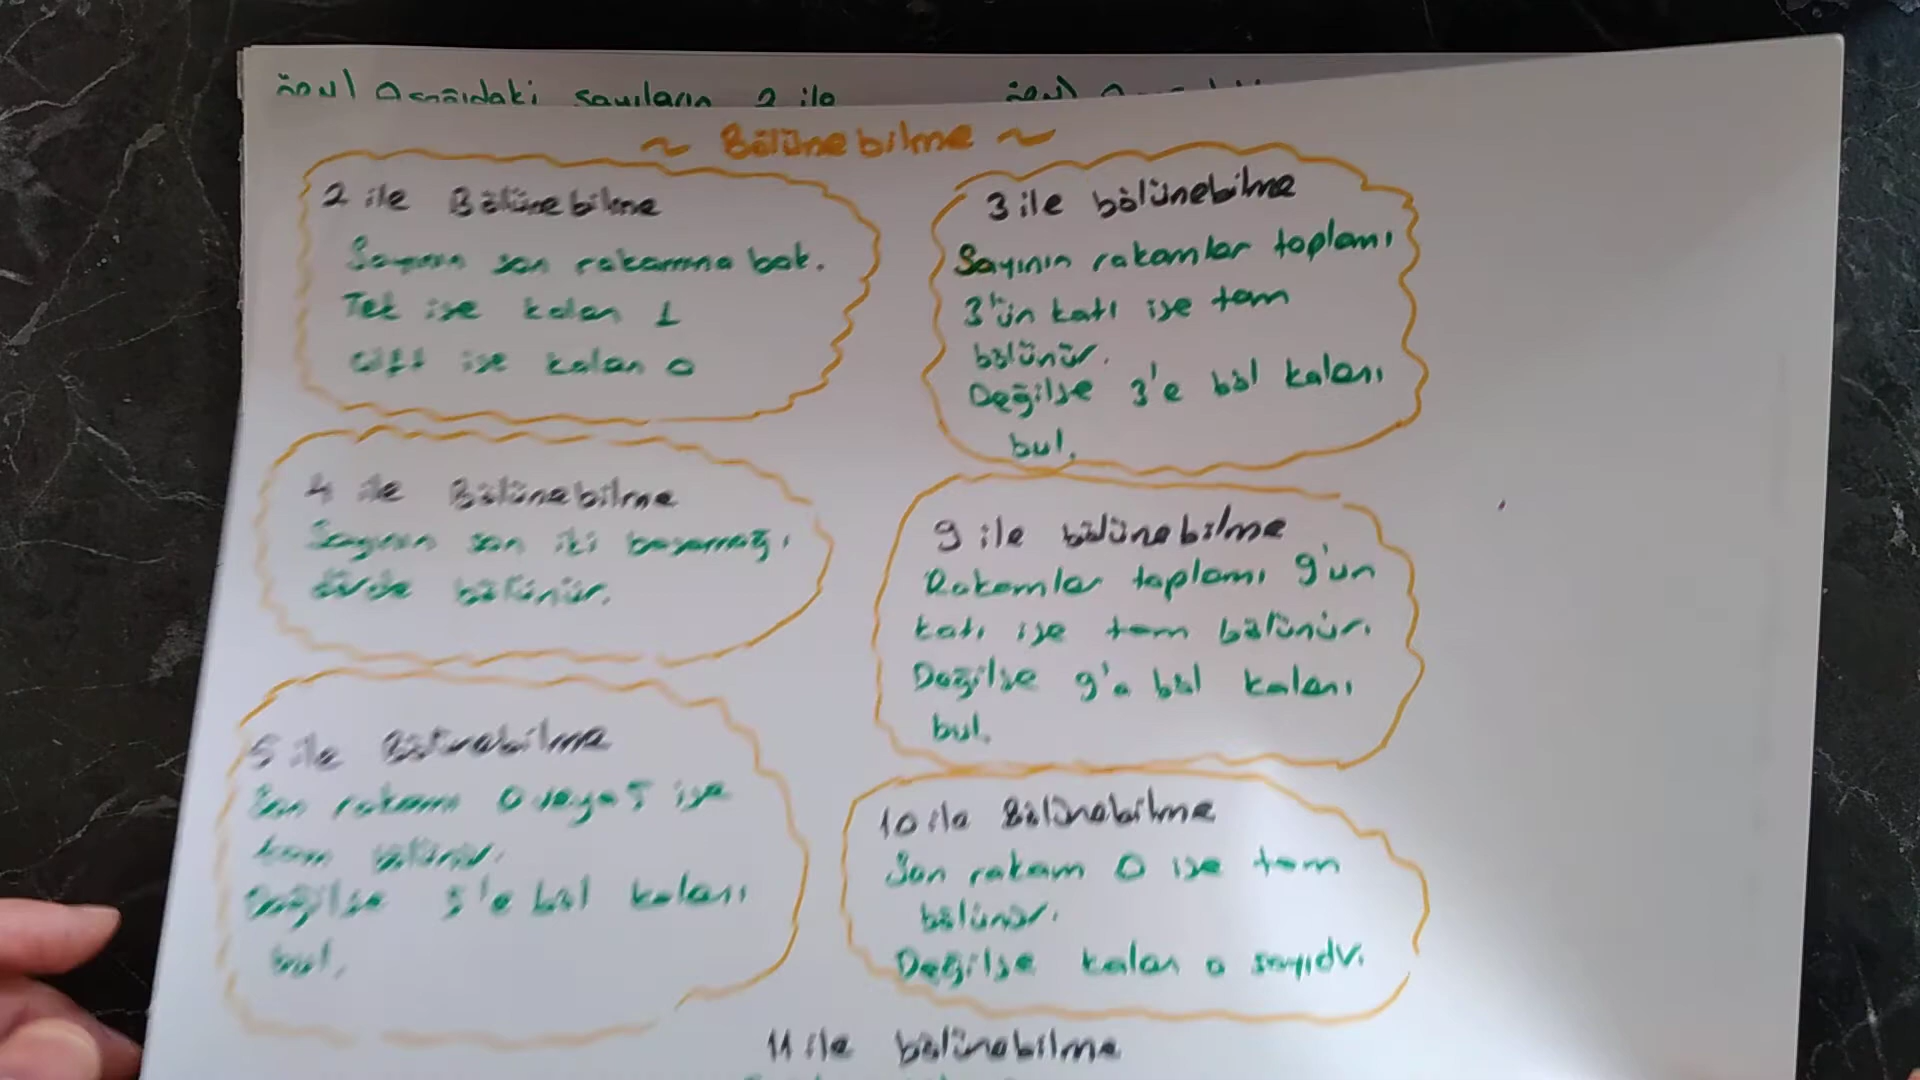 ~ Bölünebilme ~
2 ile Bölünebilme
Sayının son rakamına bak.
Tek ise kalan 1
Çift ise kalan 0
3 ile bölünebilme
Sayının rakamlar toplamı
3'ün katı ise tam
bölünür.
Değilse 3'e böl kalanı
bul.
4 ile Bölünebilme
Sayının son iki basamağı
dörde bölünür.
9 ile bölünebilme
Rakamlar toplamı 9'un
katı ise tam bölünür.
Değilse 9'a böl kalanı
bul.
5 ile Bölünebilme
Son rakamı 0 veya 5 ise
tam bölünür.
Değilse 5'e böl kalanı
bul.
10 ile Bölünebilme
Son rakam 0 ise tam
bölünür.
Değilse kalan o sayıdır.
11 ile bölünebilme